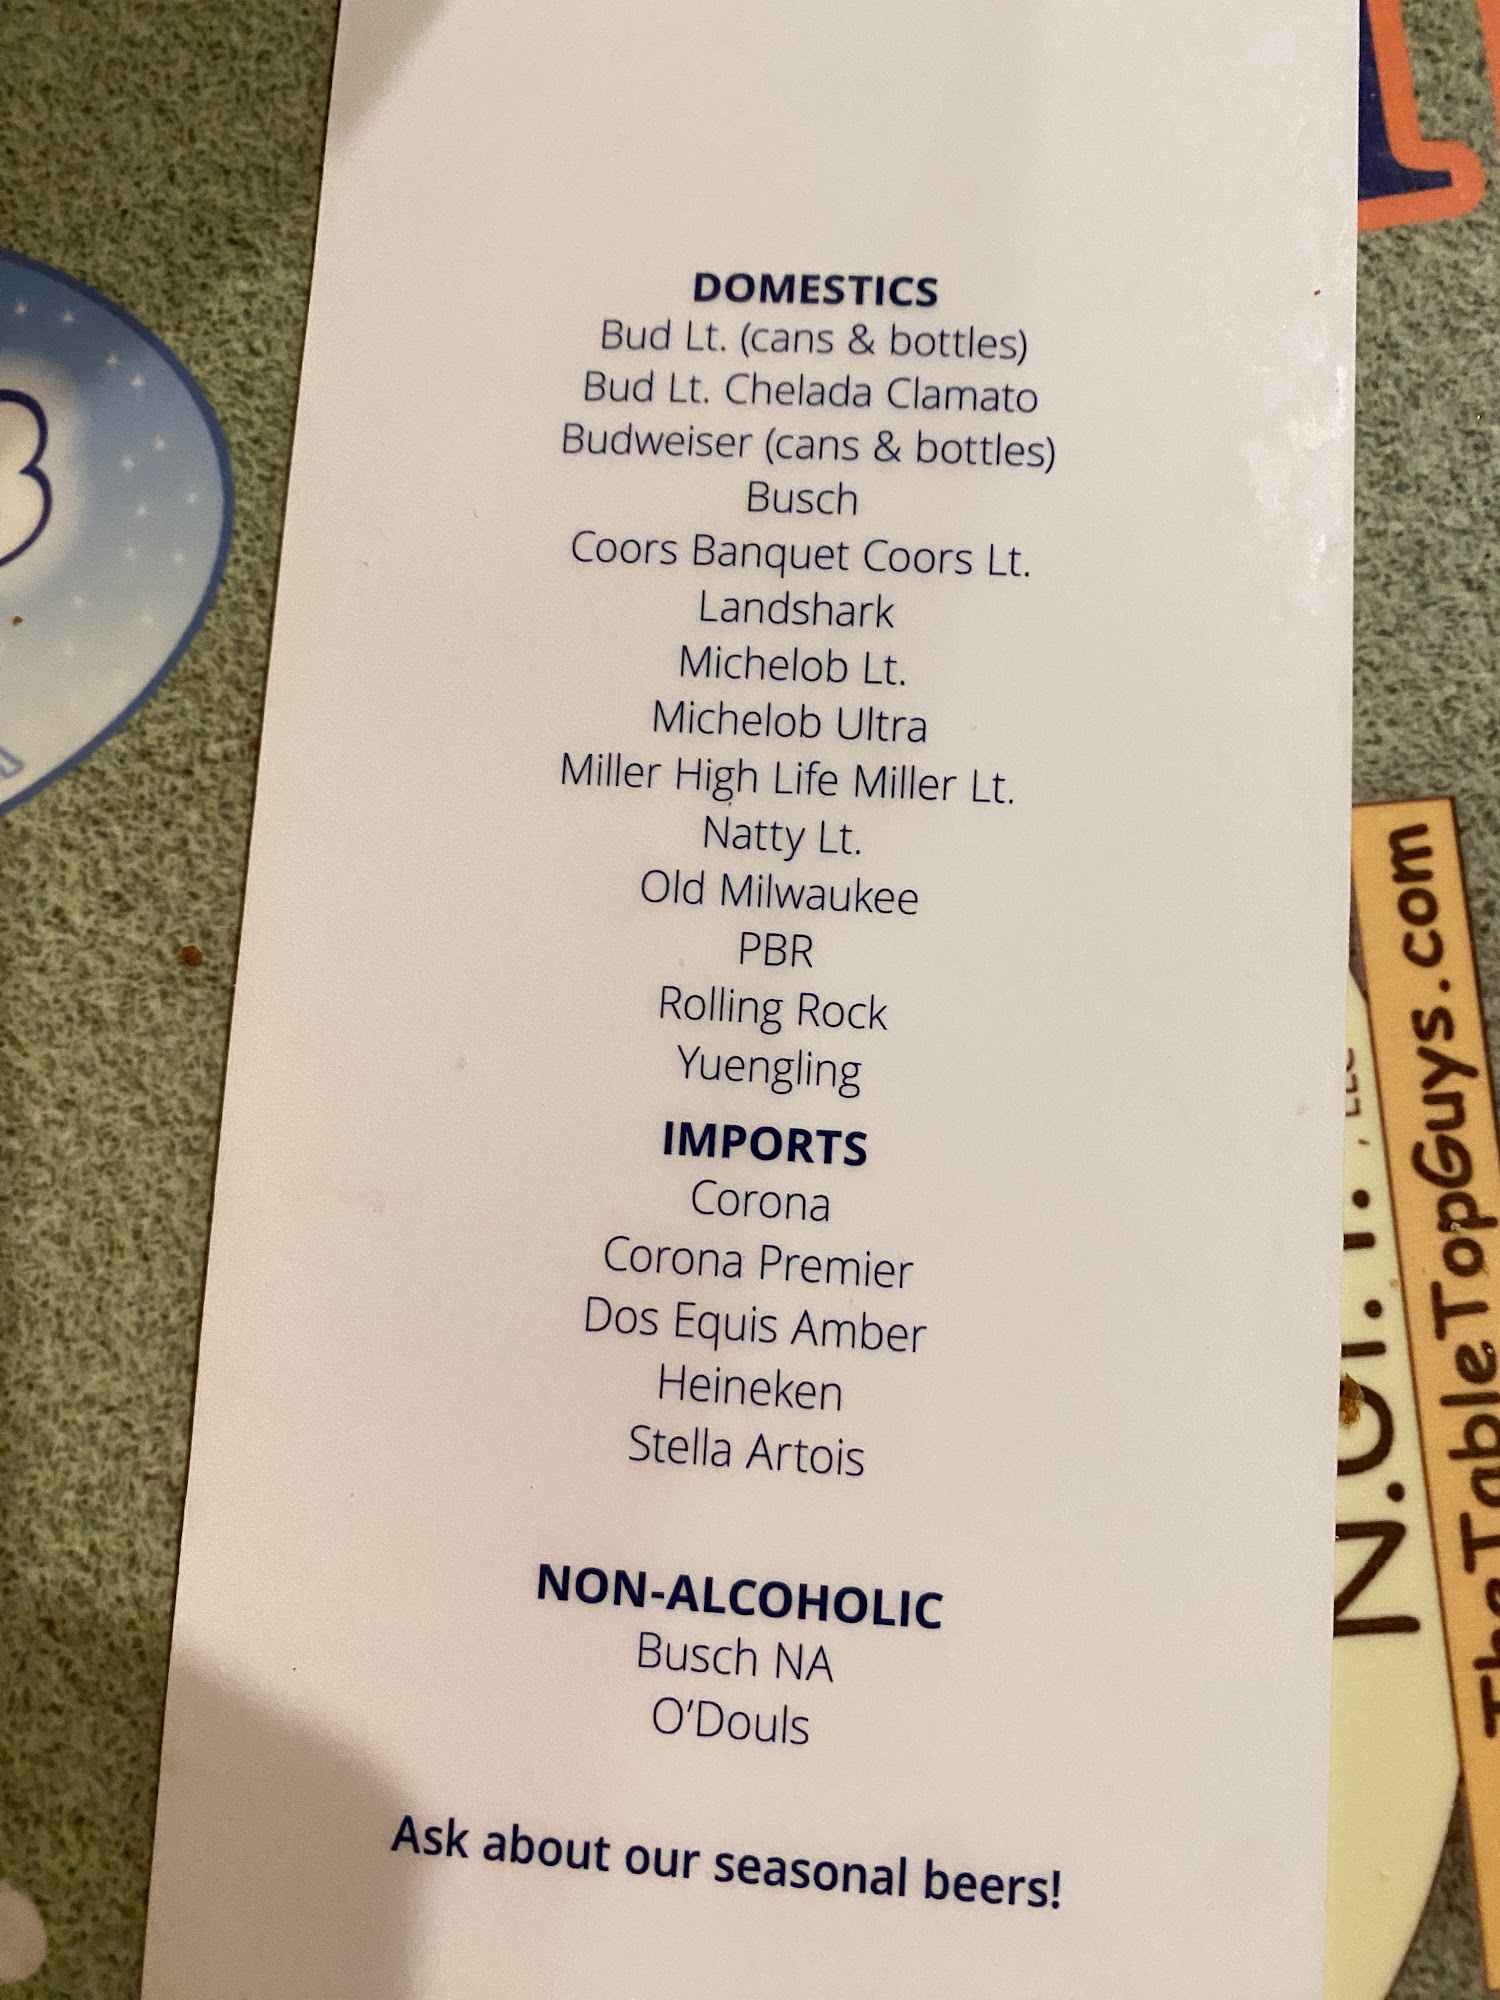 DOMESTICS
Bud Lt. (cans & bottles)
Bud Lt. Chelada Clamato
Budweiser (cans & bottles)
Busch
Coors Banquet Coors Lt.
Landshark
Michelob Lt.
Michelob Ultra
Miller High Life Miller Lt.
Natty Lt.
Old Milwaukee
PBR
Rolling Rock
Yuengling
IMPORTS
Corona
Corona Premier
Dos Equis Amber
Heineken
Stella Artois
NON-ALCOHOLIC
Busch NA
O'Douls
Ask about our seasonal beers!
TheTableTopGuys.com
, LLC